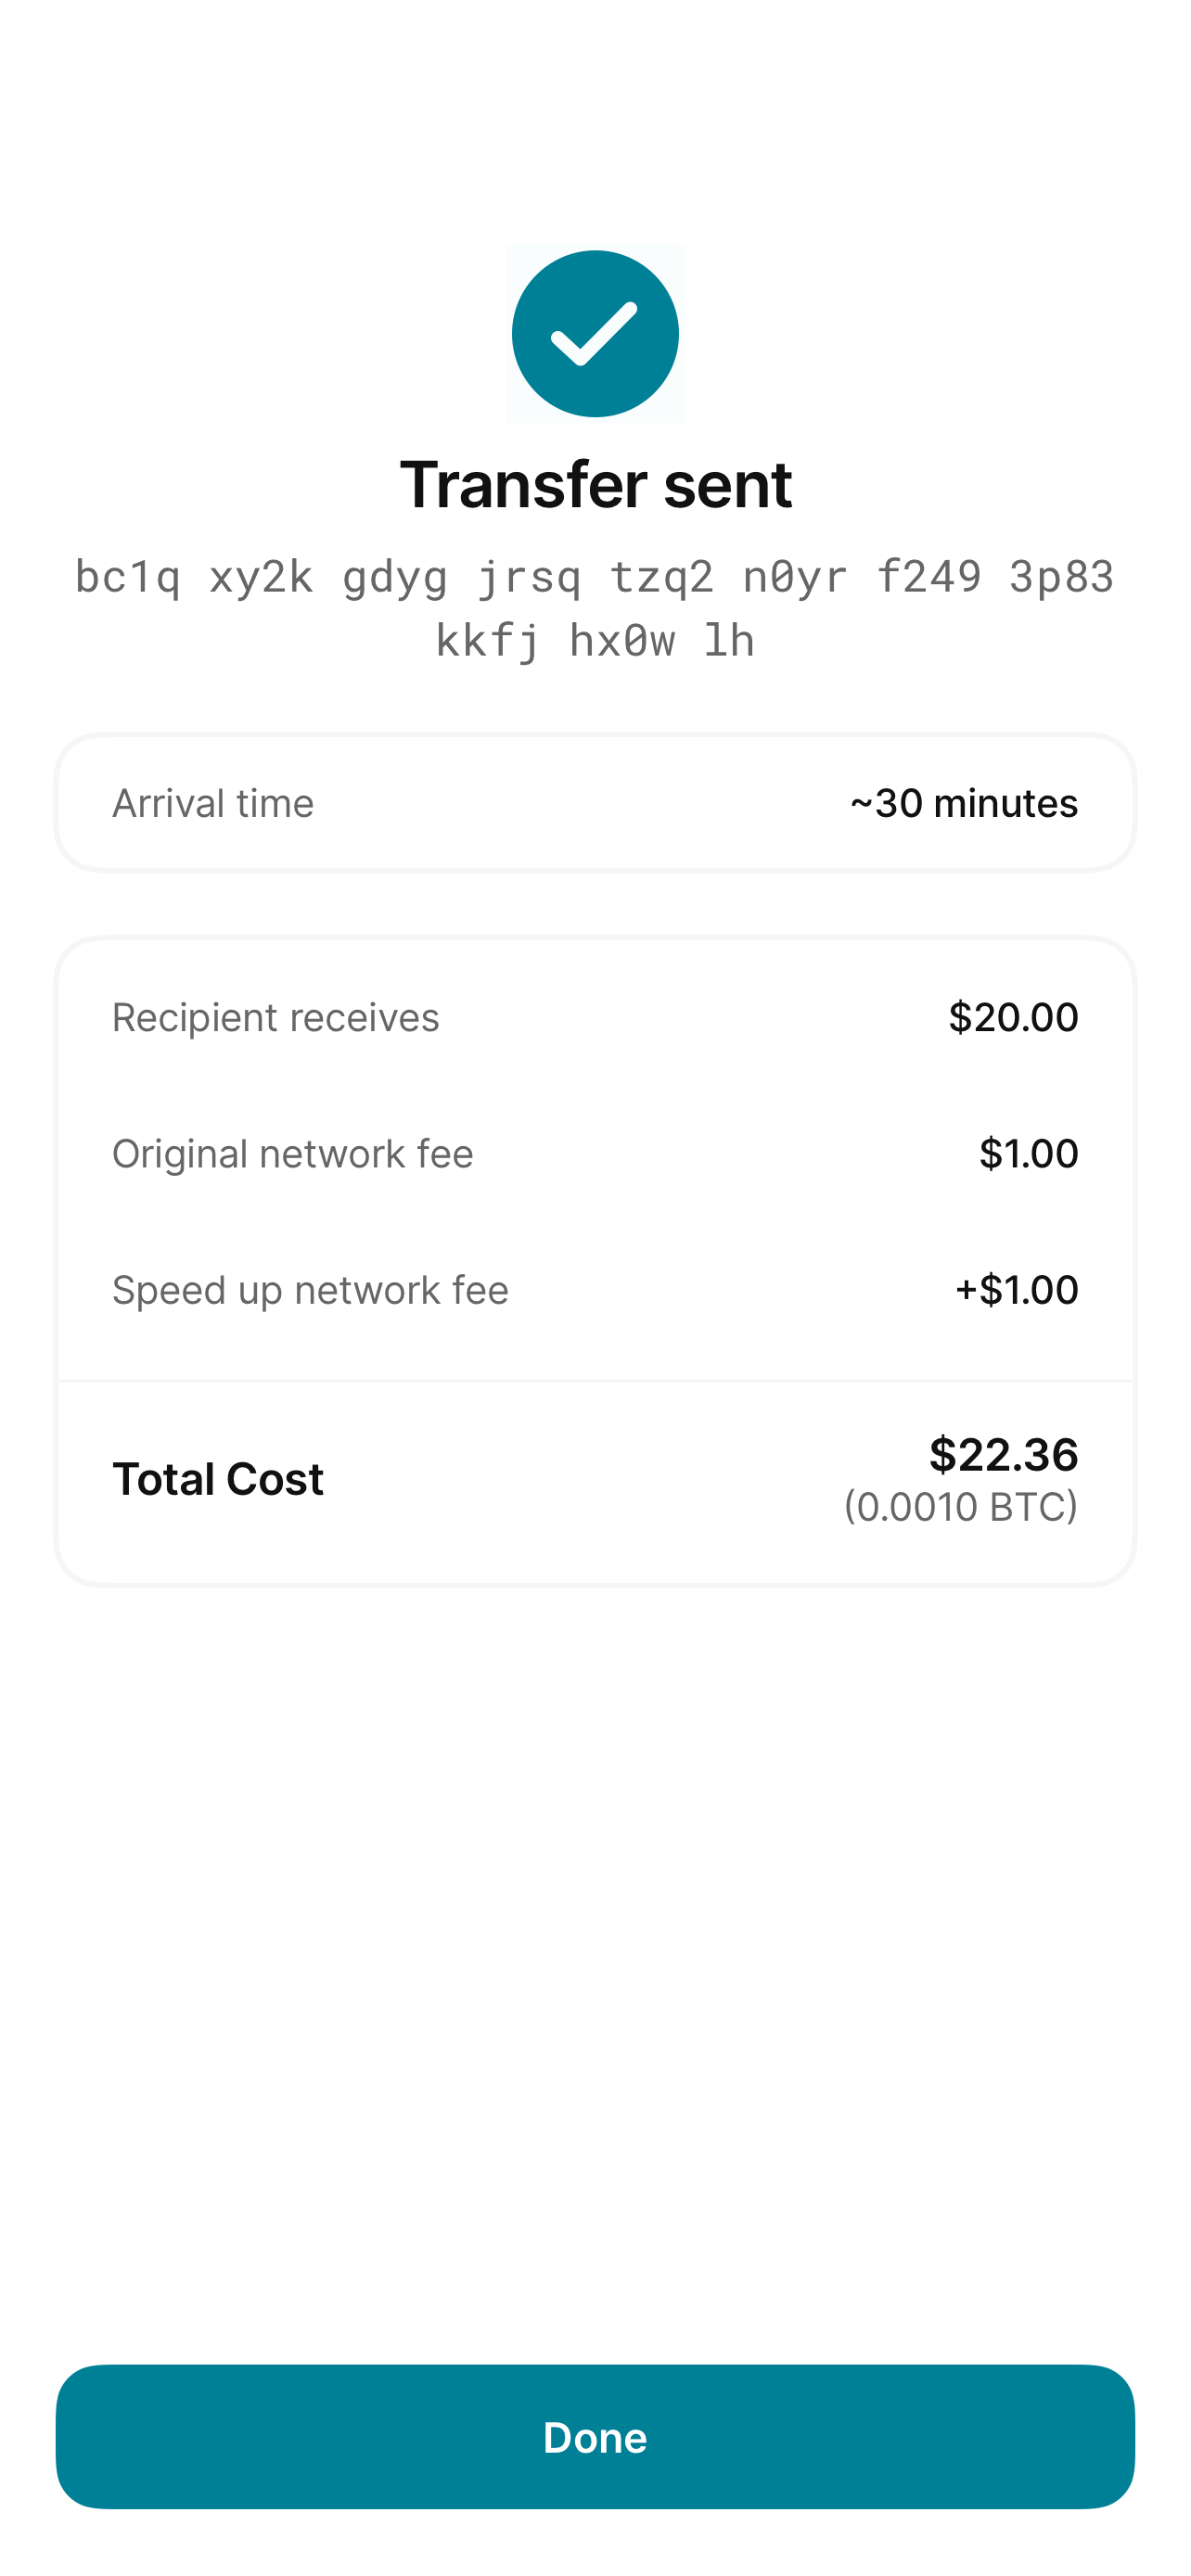 Transfer sent
bc1q xy2k gdyg jrsq tzq2 n0yr f249 3p83
kkfj hx0w lh
Arrival time ~30 minutes
Recipient receives $20.00
Original network fee $1.00
Speed up network fee +$1.00
Total Cost $22.36
(0.0010 BTC)
Done